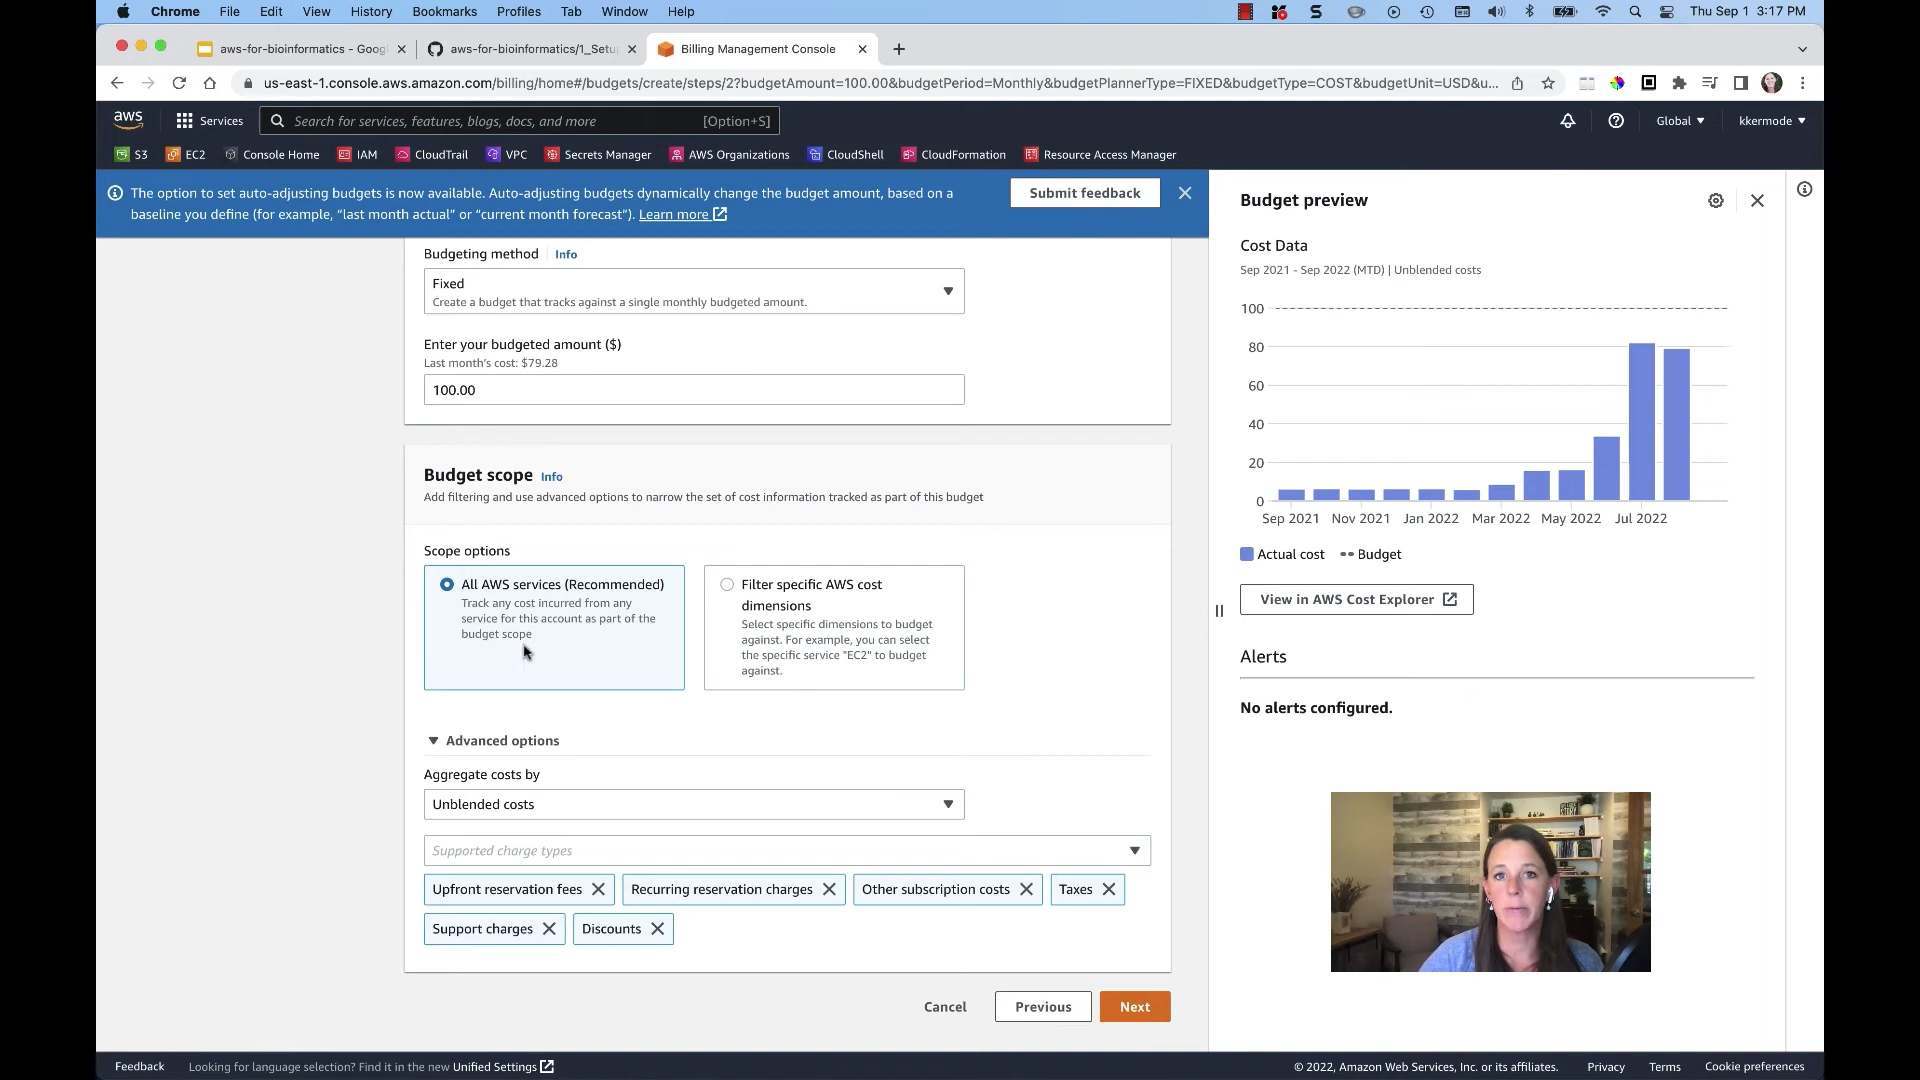 Chrome File Edit View History Bookmarks Profiles Tab Window Help
Thu Sep 1 3:17 PM
aws-for-bioinformatics - Goog
aws-for-bioinformatics/1_Setu
Billing Management Console
us-east-1.console.aws.amazon.com/billing/home#/budgets/create/steps/2?budgetAmount=100.00&budgetPeriod=Monthly&budgetPlannerType=FIXED&budgetType=COST&budgetUnit=USD&u...
aws
Services
Search for services, features, blogs, docs, and more
[Option+S]
Global
kkermode
S3
EC2
Console Home
IAM
CloudTrail
VPC
Secrets Manager
AWS Organizations
CloudShell
CloudFormation
Resource Access Manager
The option to set auto-adjusting budgets is now available. Auto-adjusting budgets dynamically change the budget amount, based on a
baseline you define (for example, “last month actual” or “current month forecast”). Learn more
Submit feedback
Budgeting method
Info
Fixed
Create a budget that tracks against a single monthly budgeted amount.
Enter your budgeted amount ($)
Last month's cost: $79.28
100.00
Budget scope Info
Add filtering and use advanced options to narrow the set of cost information tracked as part of this budget
Scope options
All AWS services (Recommended)
Track any cost incurred from any
service for this account as part of the
budget scope
Filter specific AWS cost
dimensions
Select specific dimensions to budget
against. For example, you can select
the specific service "EC2" to budget
against.
Advanced options
Aggregate costs by
Unblended costs
Supported charge types
Upfront reservation fees
Recurring reservation charges
Other subscription costs
Taxes
Support charges
Discounts
Cancel
Previous
Next
Budget preview
Cost Data
Sep 2021 - Sep 2022 (MTD) | Unblended costs
100
80
60
40
20
0
Sep 2021 Nov 2021 Jan 2022 Mar 2022 May 2022 Jul 2022
Actual cost
Budget
View in AWS Cost Explorer
Alerts
No alerts configured.
Feedback
Looking for language selection? Find it in the new Unified Settings
© 2022, Amazon Web Services, Inc. or its affiliates.
Privacy
Terms
Cookie preferences